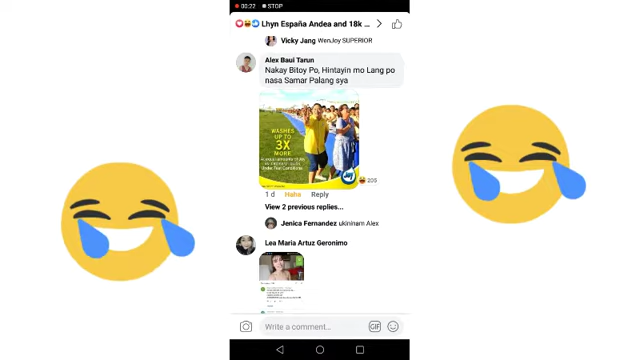 00:22 STOP
Lhyn España Andea and 18k ...
Vicky Jang WenJoy SUPERIOR
Alex Baui Tarun
Nakay Bitoy Po, Hintayin mo Lang po
nasa Samar Palang sya
WASHES
UP TO
3X
MORE
Joy
205
1 d Haha Reply
View 2 previous replies...
Jenica Fernandez ukininam Alex
Lea Maria Artuz Geronimo
Write a comment...
GIF